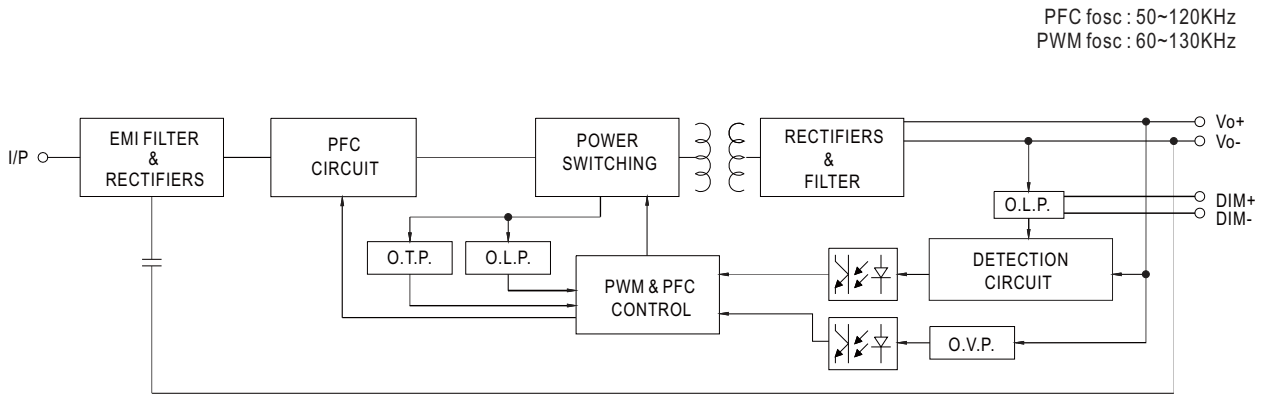 PFC fosc : 50~120KHz
PWM fosc : 60~130KHz
I/P
EMI FILTER
&
RECTIFIERS
PFC
CIRCUIT
POWER
SWITCHING
RECTIFIERS
&
FILTER
Vo+
Vo-
DIM+
DIM-
O.L.P.
O.T.P.
O.L.P.
PWM & PFC
CONTROL
DETECTION
CIRCUIT
O.V.P.